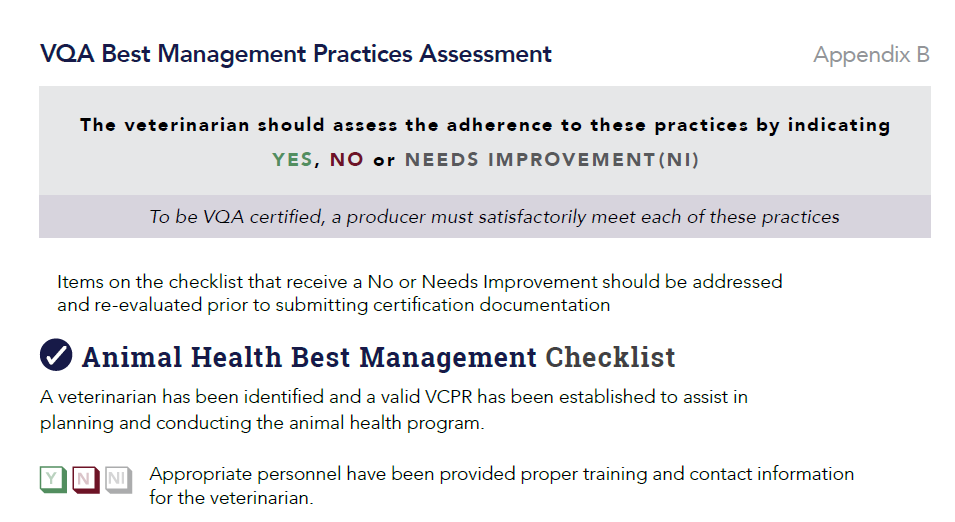 VQA Best Management Practices Assessment Appendix B
The veterinarian should assess the adherence to these practices by indicating
YES, NO or NEEDS IMPROVEMENT(NI)
To be VQA certified, a producer must satisfactorily meet each of these practices
Items on the checklist that receive a No or Needs Improvement should be addressed
and re-evaluated prior to submitting certification documentation
Animal Health Best Management Checklist
A veterinarian has been identified and a valid VCPR has been established to assist in
planning and conducting the animal health program.
Y N NI Appropriate personnel have been provided proper training and contact information
for the veterinarian.